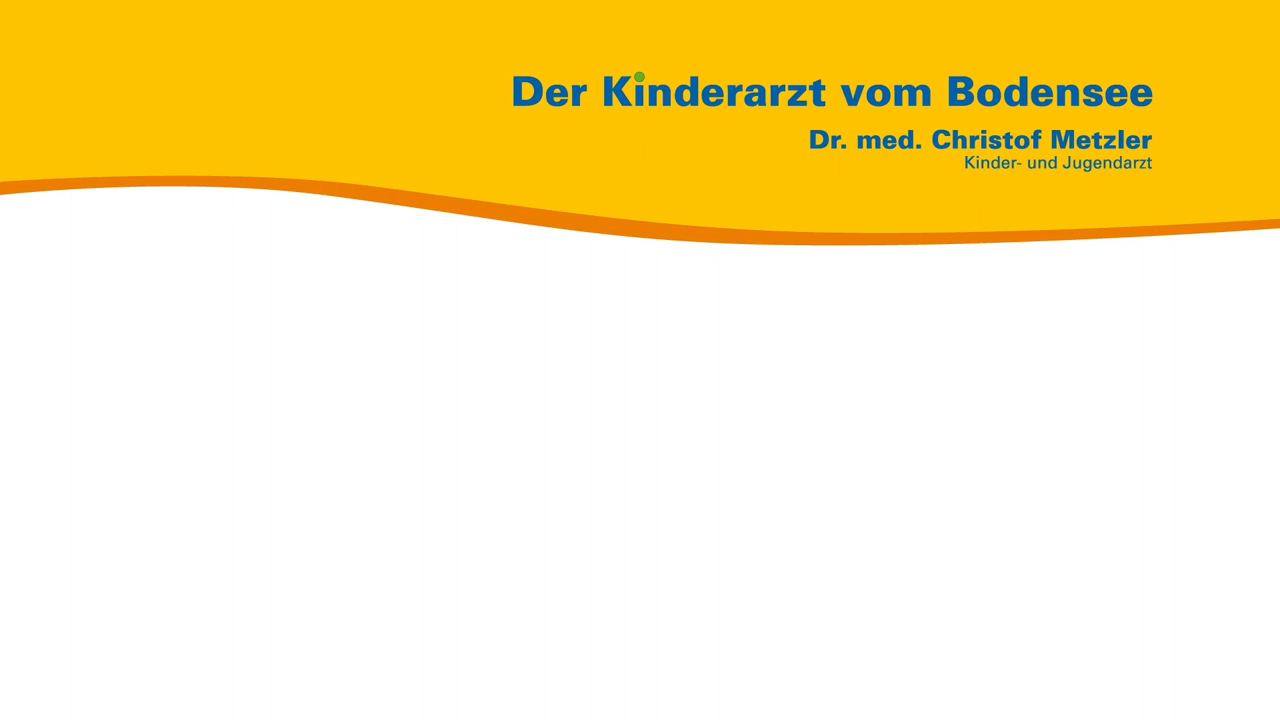 Der Kinderarzt vom Bodensee
Dr. med. Christof Metzler
Kinder- und Jugendarzt